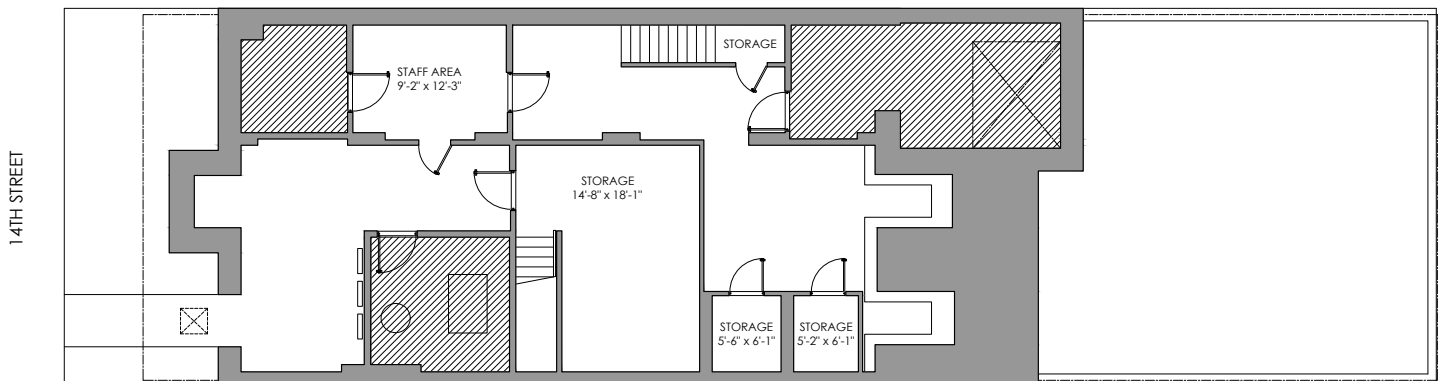 14TH STREET
STAFF AREA
9'-2" x 12'-3"
STORAGE
STORAGE
14'-8" x 18'-1"
STORAGE
5'-6" x 6'-1"
STORAGE
5'-2" x 6'-1"